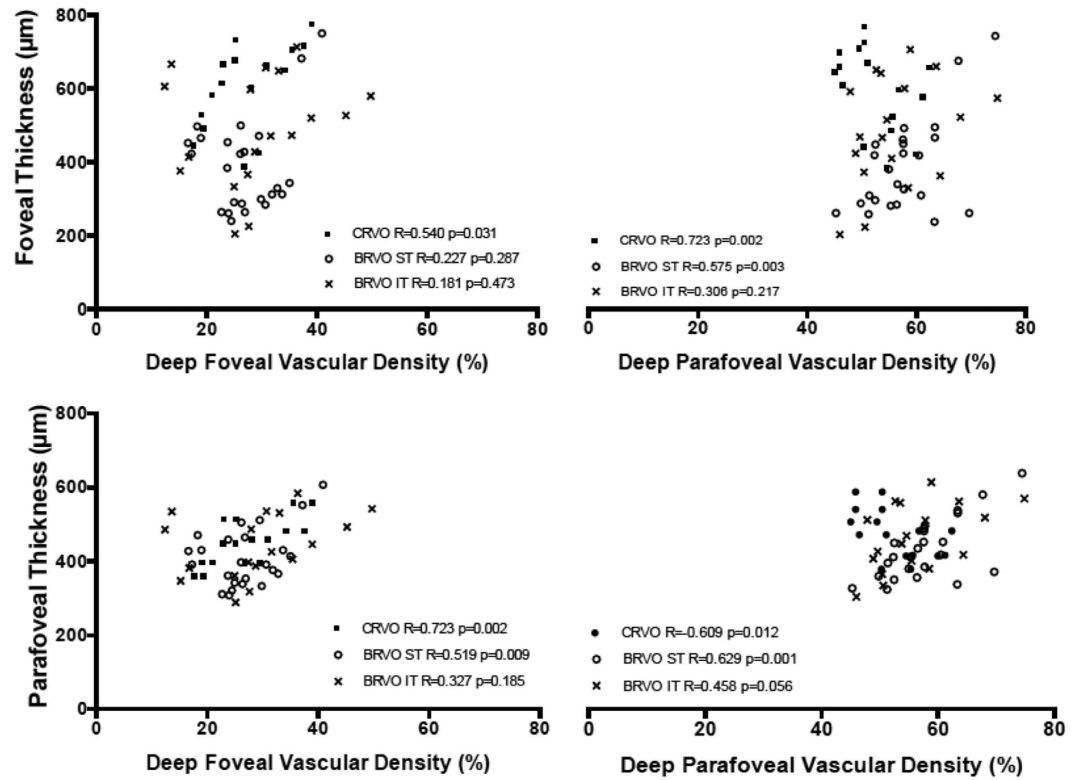 Foveal Thickness (µm)
800
600
400
200
0
CRVO R=0.540 p=0.031
BRVO ST R=0.227 p=0.287
BRVO IT R=0.181 p=0.473
0 20 40 60 80
Deep Foveal Vascular Density (%)
CRVO R=0.723 p=0.002
BRVO ST R=0.575 p=0.003
BRVO IT R=0.306 p=0.217
0 20 40 60 80
Deep Parafoveal Vascular Density (%)
Parafoveal Thickness (µm)
800
600
400
200
0
CRVO R=0.723 p=0.002
BRVO ST R=0.519 p=0.009
BRVO IT R=0.327 p=0.185
0 20 40 60 80
Deep Foveal Vascular Density (%)
CRVO R=-0.609 p=0.012
BRVO ST R=0.629 p=0.001
BRVO IT R=0.458 p=0.056
0 20 40 60 80
Deep Parafoveal Vascular Density (%)